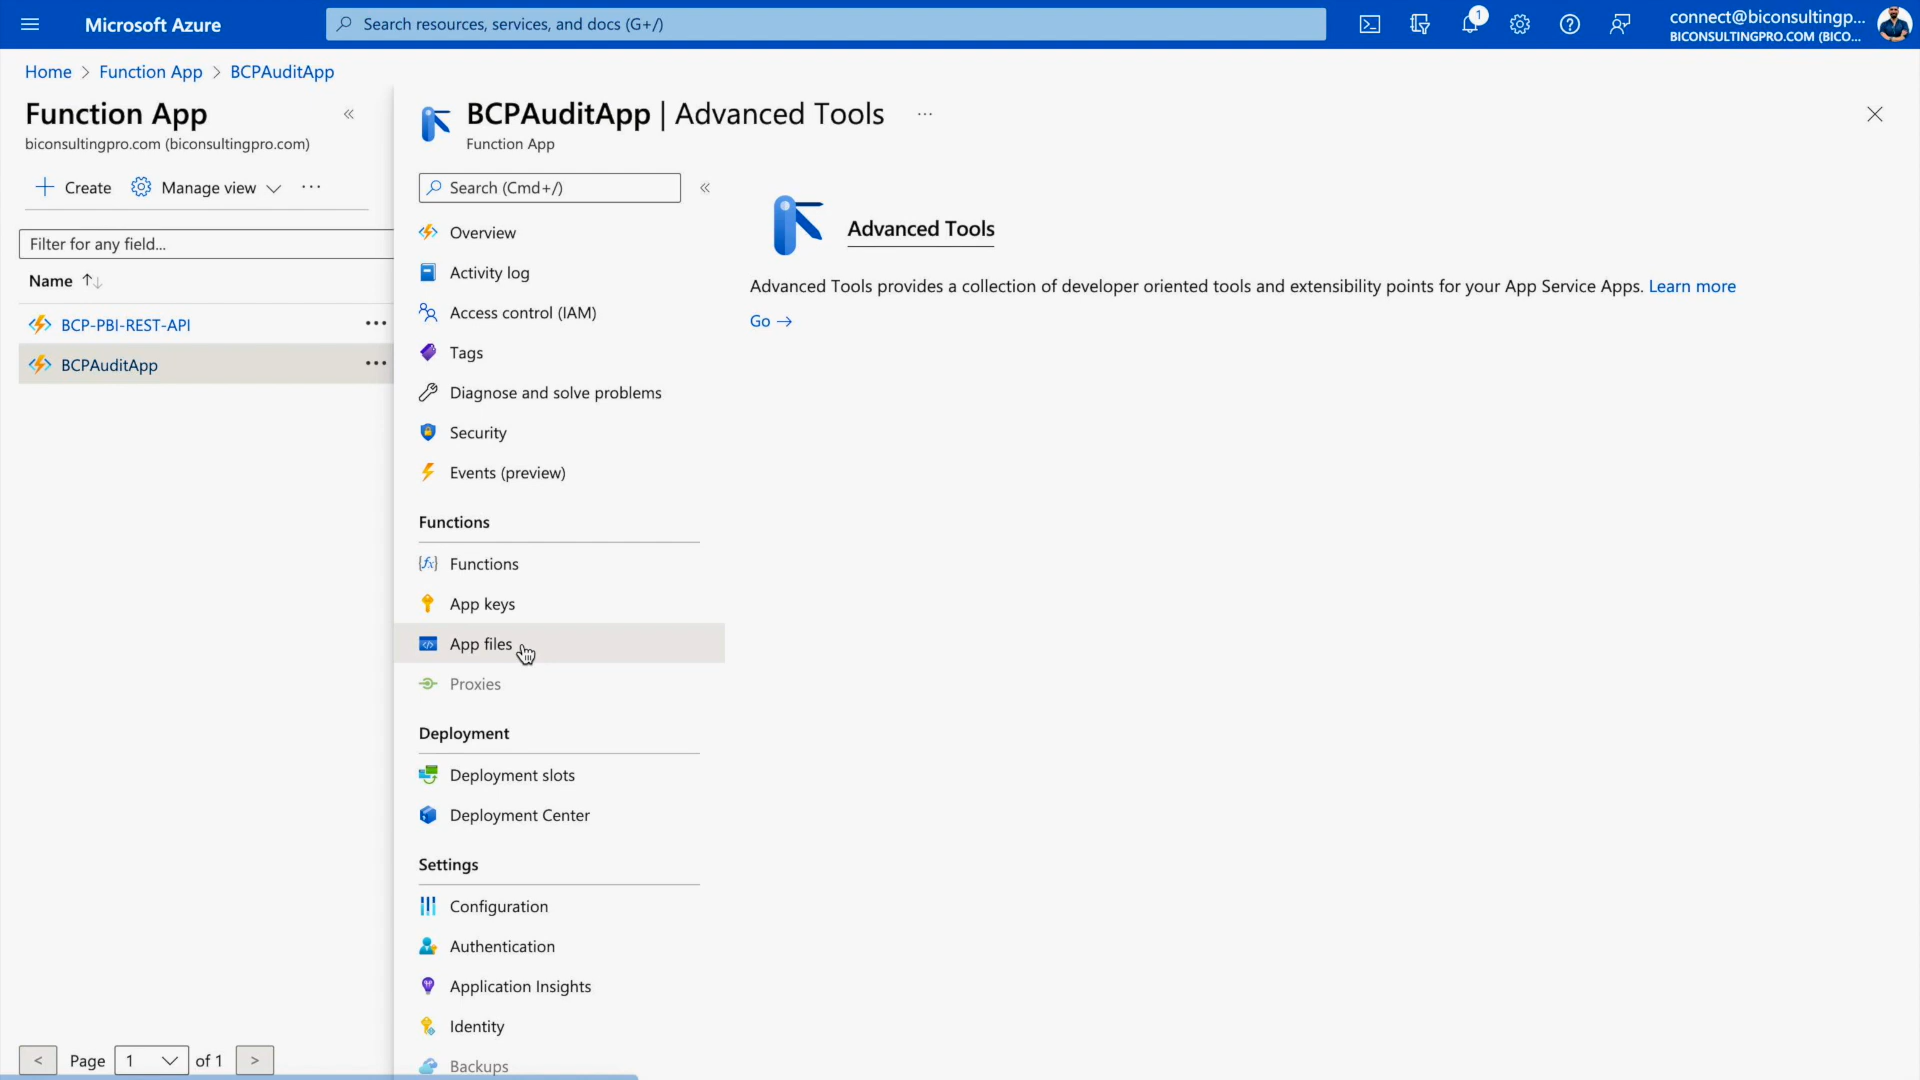 Microsoft Azure
Search resources, services, and docs (G+/)
1
connect@biconsultingp...
BICONSULTINGPRO.COM (BICO...
Home > Function App > BCPAuditApp
Function App
«
biconsultingpro.com (biconsultingpro.com)
+ Create
Manage view
...
Filter for any field...
Name ↑↓
BCP-PBI-REST-API
...
BCPAuditApp
...
< Page 1 of 1 >
BCPAuditApp | Advanced Tools
...
Function App
Search (Cmd+/)
«
Overview
Activity log
Access control (IAM)
Tags
Diagnose and solve problems
Security
Events (preview)
Functions
Functions
App keys
App files
Proxies
Deployment
Deployment slots
Deployment Center
Settings
Configuration
Authentication
Application Insights
Identity
Backups
Advanced Tools
Advanced Tools provides a collection of developer oriented tools and extensibility points for your App Service Apps. Learn more
Go →